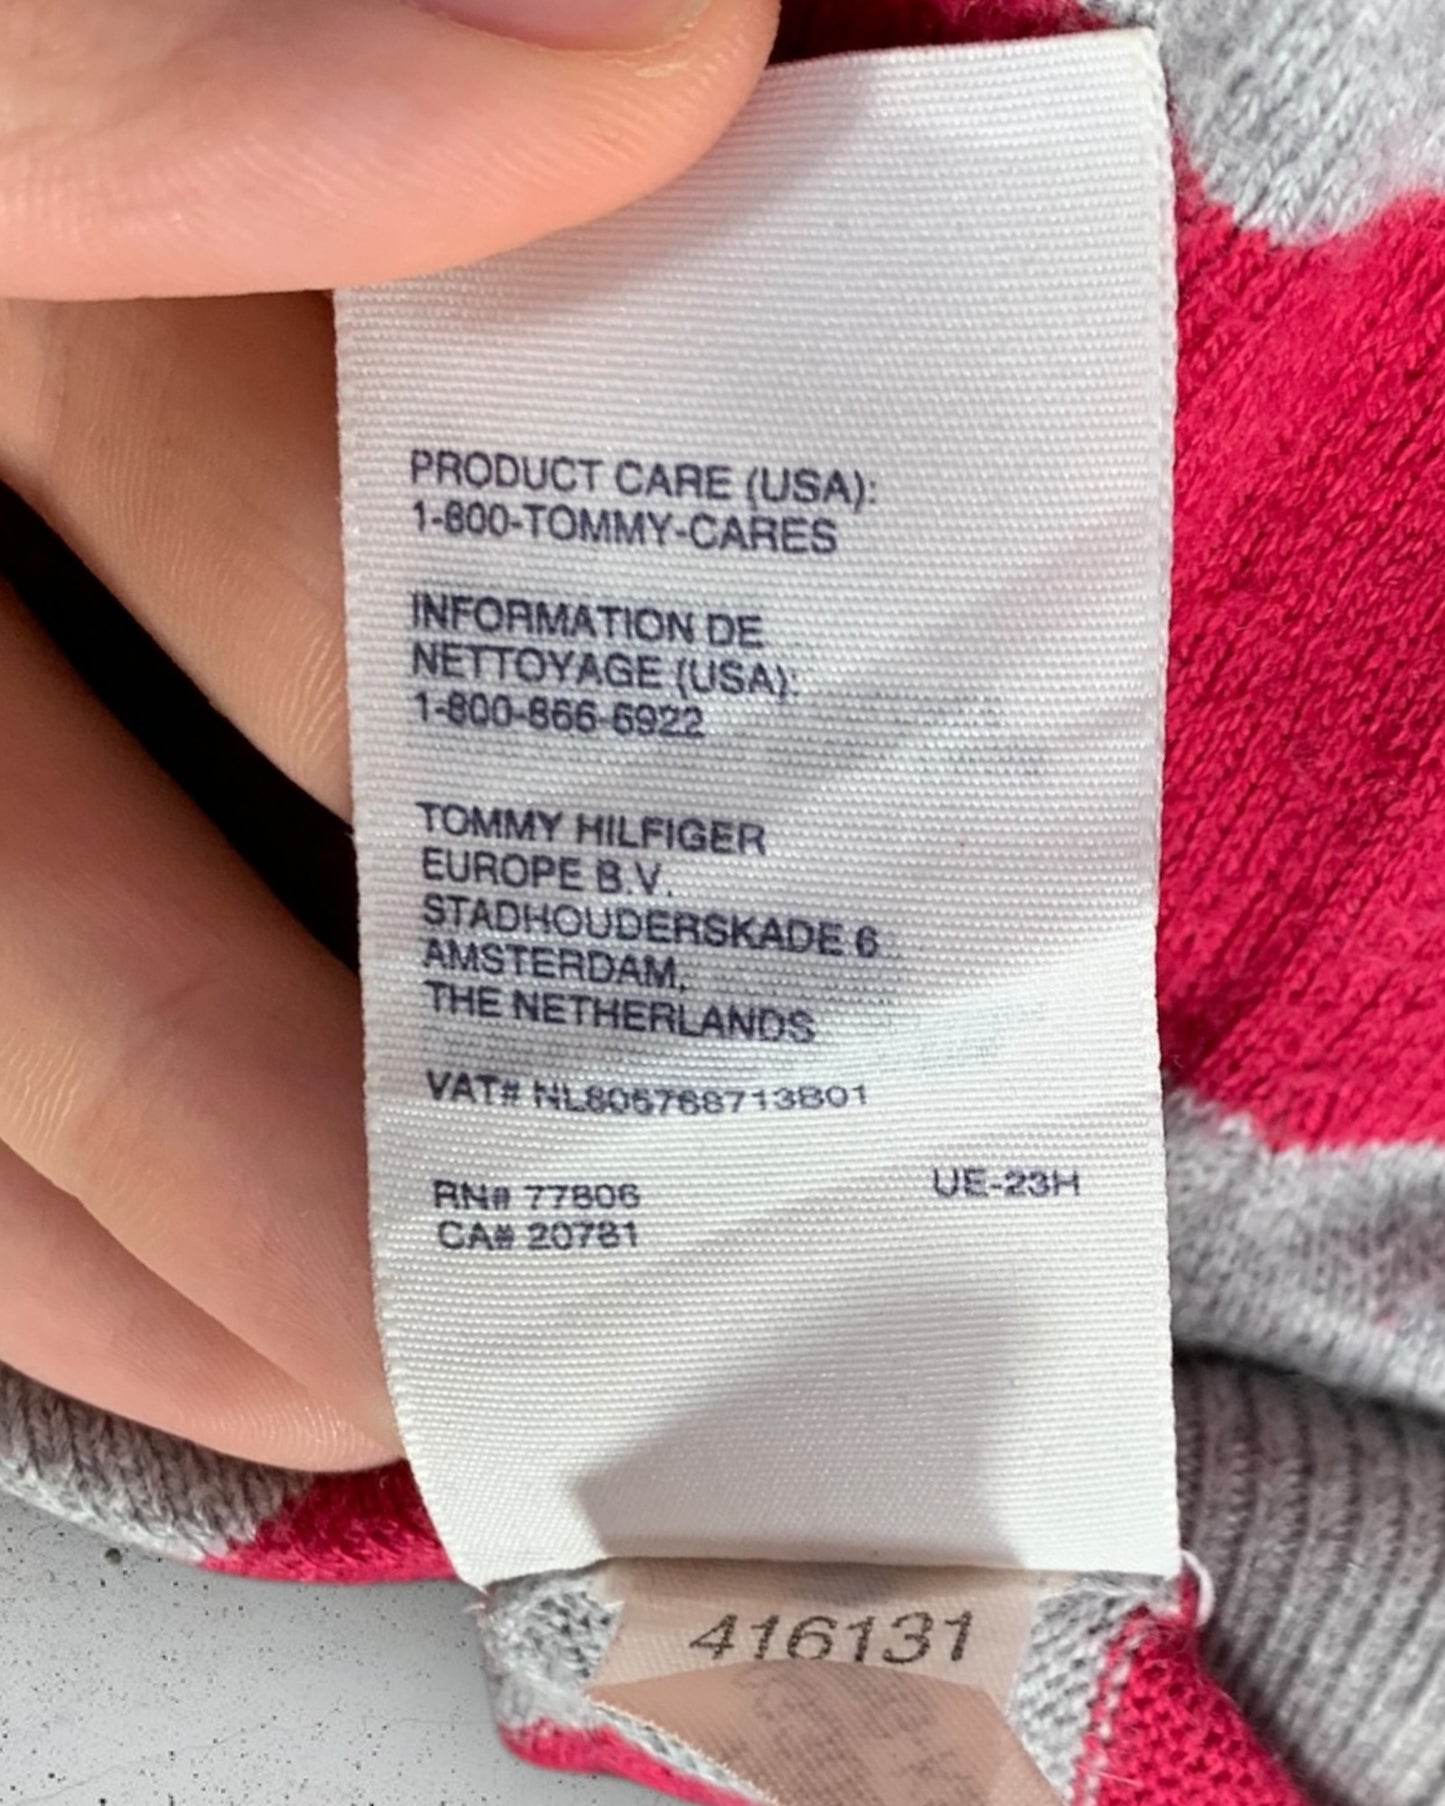 PRODUCT CARE (USA):
1-800-TOMMY-CARES
INFORMATION DE
NETTOYAGE (USA):
1-800-866-6922
TOMMY HILFIGER
EUROPE B.V.
STADHOUDERSKADE 6
AMSTERDAM,
THE NETHERLANDS
VAT# NL806768713B01
RN# 77806 UE-23H
CA# 20781
416131